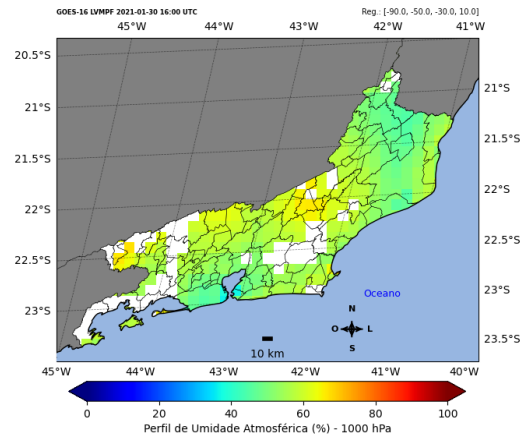 GOES-16 LVMPF 2021-01-30 16:00 UTC
Reg.: [-90.0, -50.0, -30.0, 10.0]
44°W 43°W 42°W 41°W
20.5°S
21°S
21°S
21.5°S
21.5°S
22°S
22°S
22.5°S
22.5°S
23°S
23°S
23.5°S
Oceano
N
O L
S
10 km
45°W 44°W 43°W 42°W 41°W 40°W
0 20 40 60 80 100
Perfil de Umidade Atmosférica (%) - 1000 hPa